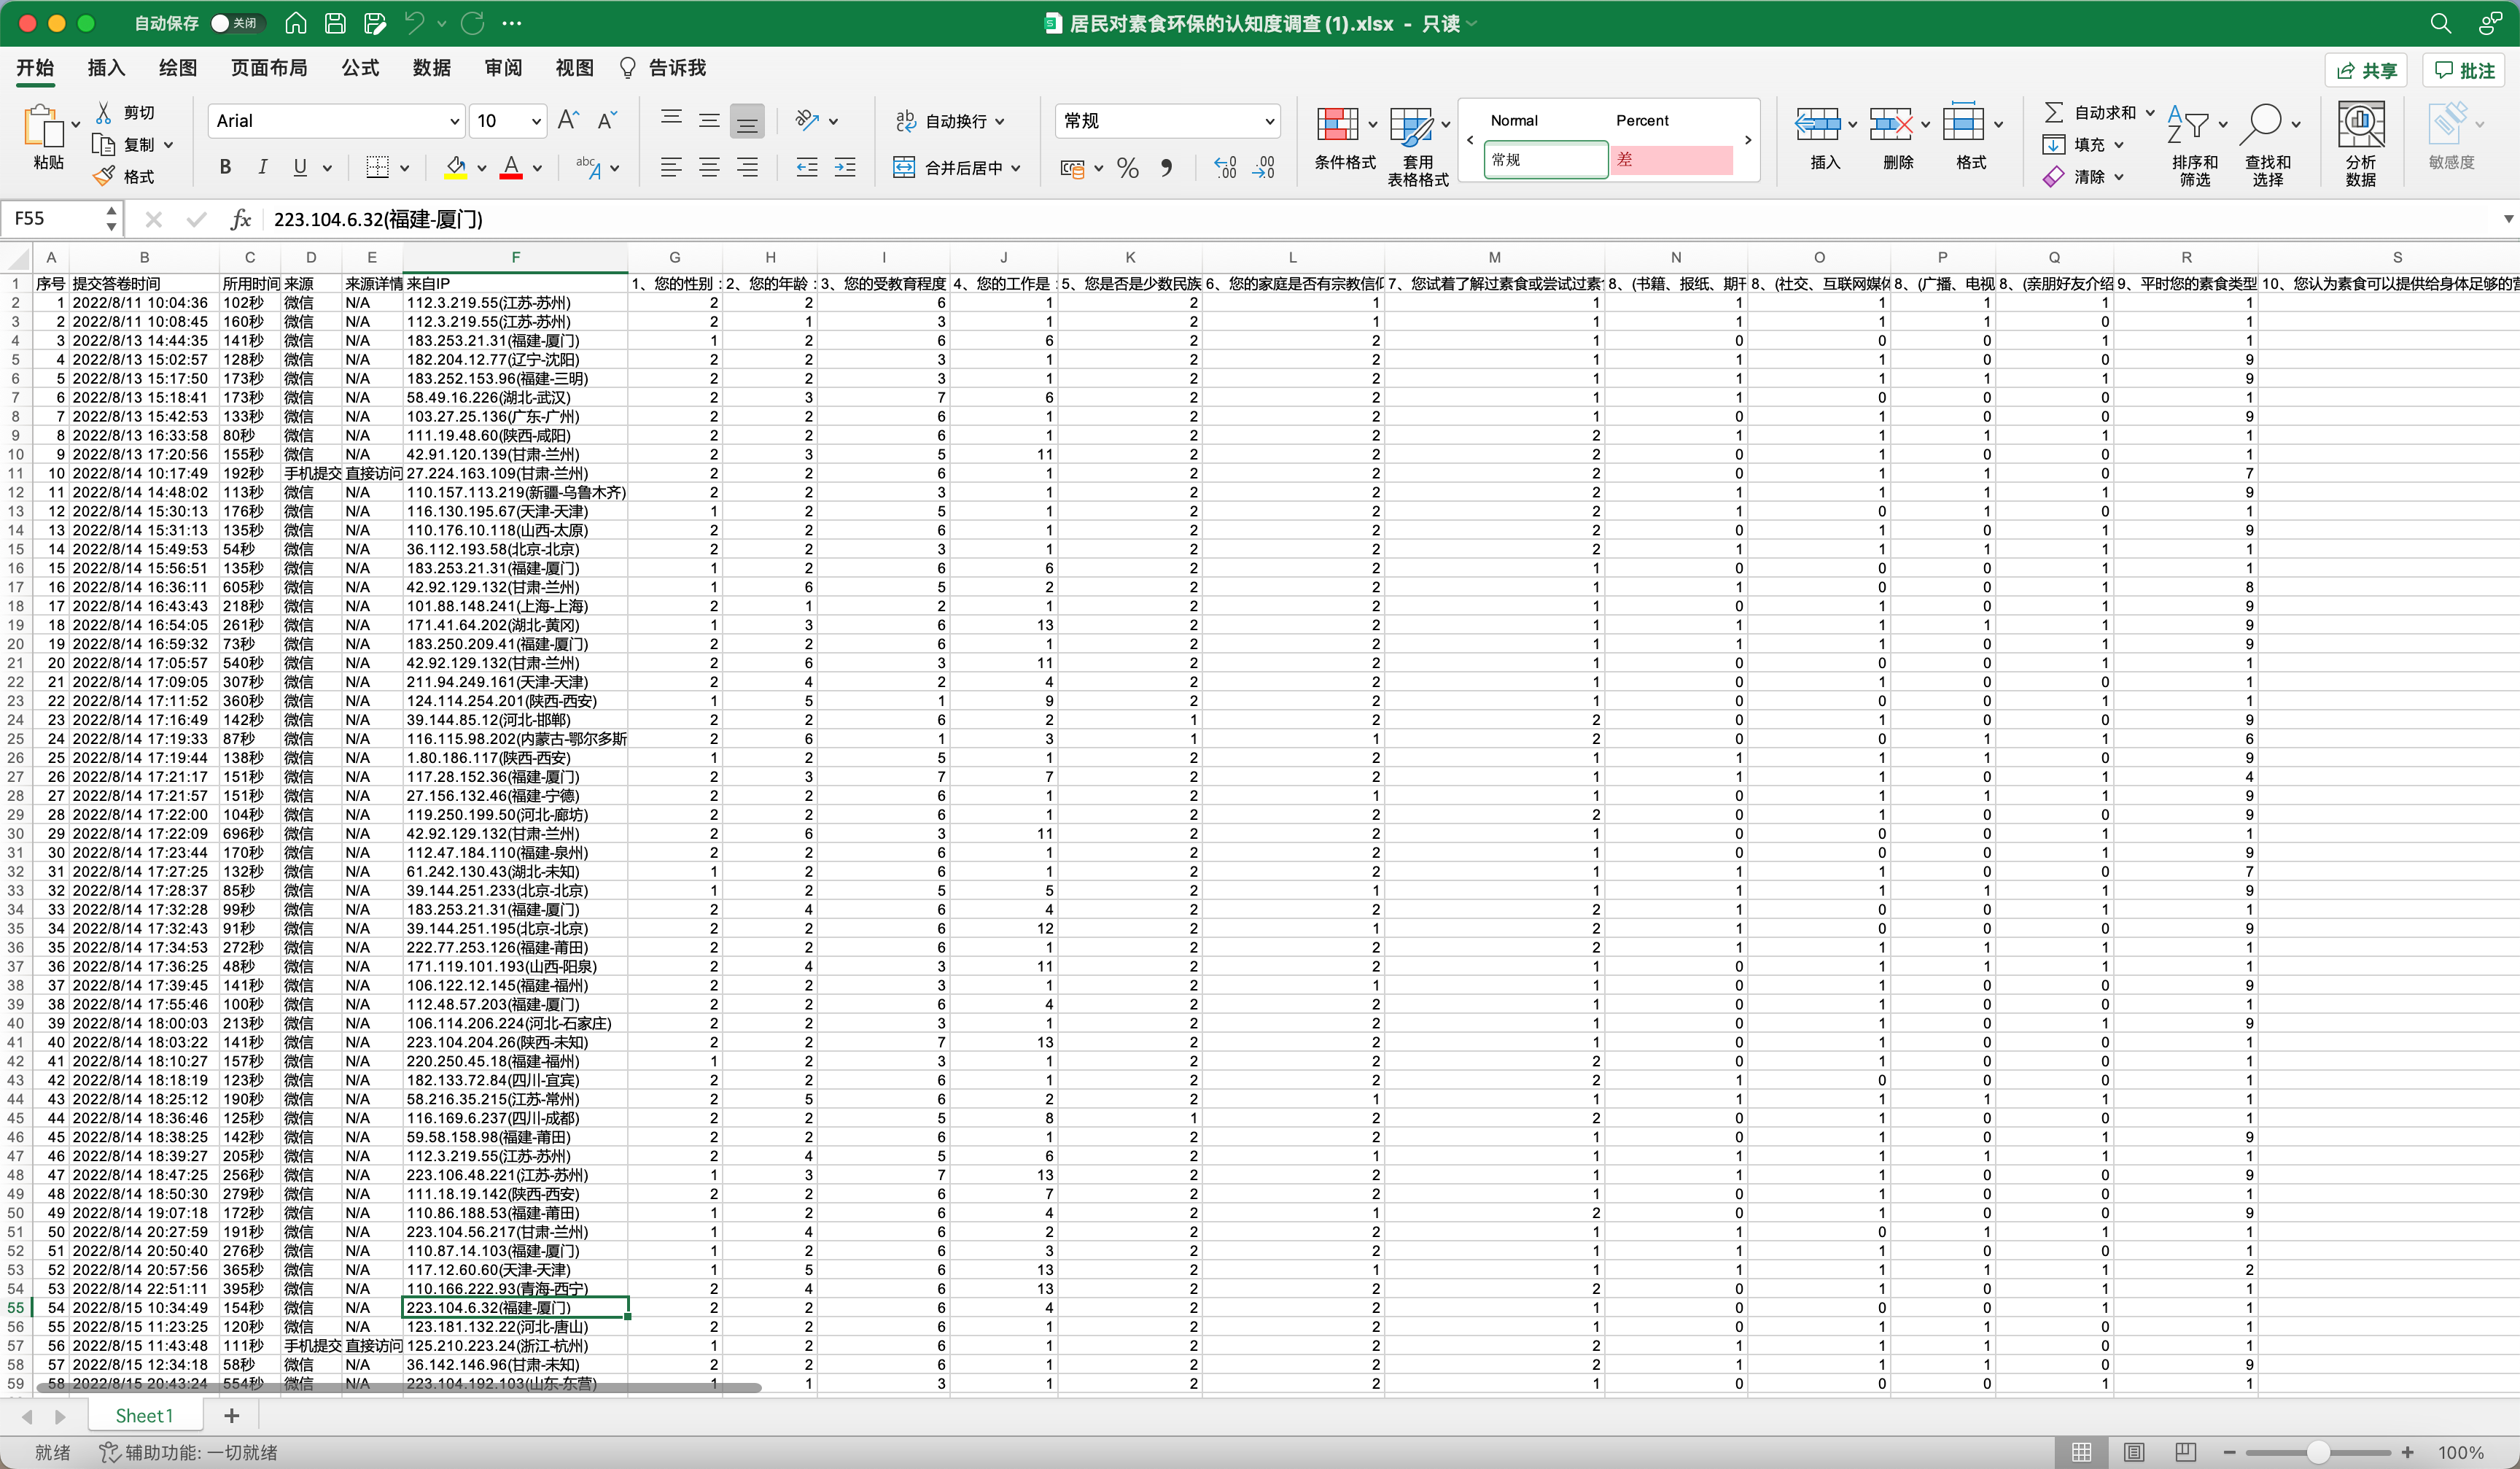 自动保存 关闭 居民对素食环保的认知度调查 (1).xlsx - 只读
开始 插入 绘图 页面布局 公式 数据 审阅 视图 告诉我 共享 批注
粘贴 剪切 复制 格式 Arial 10 自动换行 合并后居中 常规 条件格式 套用表格格式 Normal Percent 常规 差 插入 删除 格式 自动求和 填充 清除 排序和筛选 查找和选择 分析数据 敏感度
F55 fx 223.104.6.32(福建-厦门)
A B C D E F G H I J K L M N O P Q R S
1 序号 提交答卷时间 所用时间 来源 来源详情 来自IP 1、您的性别: 2、您的年龄: 3、您的受教育程度 4、您的工作是: 5、您是否是少数民族 6、您的家庭是否有宗教信仰 7、您试着了解过素食或尝试过素食 8、(书籍、报纸、期刊 8、(社交、互联网媒体 8、(广播、电视 8、(亲朋好友介绍 9、平时您的素食类型 10、您认为素食可以提供给身体足够的营
2 1 2022/8/11 10:04:36 102秒 微信 N/A 112.3.219.55(江苏-苏州) 2 2 6 1 2 1 1 1 1 1 1 1
3 2 2022/8/11 10:08:45 160秒 微信 N/A 112.3.219.55(江苏-苏州) 2 1 3 1 2 1 1 1 1 1 0 1
4 3 2022/8/13 14:44:35 141秒 微信 N/A 183.253.21.31(福建-厦门) 1 2 6 6 2 2 1 0 0 0 1 1
5 4 2022/8/13 15:02:57 128秒 微信 N/A 182.204.12.77(辽宁-沈阳) 2 2 3 1 2 2 1 1 1 0 0 9
6 5 2022/8/13 15:17:50 173秒 微信 N/A 183.252.153.96(福建-三明) 2 2 3 1 2 2 1 1 1 1 1 9
7 6 2022/8/13 15:18:41 173秒 微信 N/A 58.49.16.226(湖北-武汉) 2 3 7 6 2 2 1 1 0 0 0 1
8 7 2022/8/13 15:42:53 133秒 微信 N/A 103.27.25.136(广东-广州) 2 2 6 1 2 2 1 0 1 0 0 9
9 8 2022/8/13 16:33:58 80秒 微信 N/A 111.19.48.60(陕西-咸阳) 2 2 6 1 2 2 2 1 1 1 1 1
10 9 2022/8/13 17:20:56 155秒 微信 N/A 42.91.120.139(甘肃-兰州) 2 3 5 11 2 2 2 0 1 0 0 1
11 10 2022/8/14 10:17:49 192秒 手机提交 直接访问 27.224.163.109(甘肃-兰州) 2 2 6 1 2 2 2 0 1 1 0 7
12 11 2022/8/14 14:48:02 113秒 微信 N/A 110.157.113.219(新疆-乌鲁木齐) 2 2 3 1 2 2 2 1 1 1 1 9
13 12 2022/8/14 15:30:13 176秒 微信 N/A 116.130.195.67(天津-天津) 1 2 5 1 2 2 2 1 0 1 0 1
14 13 2022/8/14 15:31:13 135秒 微信 N/A 110.176.10.118(山西-太原) 2 2 6 1 2 2 2 0 1 0 1 9
15 14 2022/8/14 15:49:53 54秒 微信 N/A 36.112.193.58(北京-北京) 2 2 3 1 2 2 2 1 1 1 1 1
16 15 2022/8/14 15:56:51 135秒 微信 N/A 183.253.21.31(福建-厦门) 1 2 6 6 2 2 1 0 0 0 1 1
17 16 2022/8/14 16:36:11 605秒 微信 N/A 42.92.129.132(甘肃-兰州) 1 6 5 2 2 2 1 1 0 0 1 8
18 17 2022/8/14 16:43:43 218秒 微信 N/A 101.88.148.241(上海-上海) 2 1 2 1 2 2 1 0 1 0 1 9
19 18 2022/8/14 16:54:05 261秒 微信 N/A 171.41.64.202(湖北-黄冈) 1 3 6 13 2 2 1 1 1 1 1 9
20 19 2022/8/14 16:59:32 73秒 微信 N/A 183.250.209.41(福建-厦门) 2 2 6 1 2 2 1 1 1 0 1 9
21 20 2022/8/14 17:05:57 540秒 微信 N/A 42.92.129.132(甘肃-兰州) 2 6 3 11 2 2 1 0 0 0 1 1
22 21 2022/8/14 17:09:05 307秒 微信 N/A 211.94.249.161(天津-天津) 2 4 2 4 2 2 1 0 1 0 0 1
23 22 2022/8/14 17:11:52 360秒 微信 N/A 124.114.254.201(陕西-西安) 1 5 1 9 2 2 1 0 0 0 1 1
24 23 2022/8/14 17:16:49 142秒 微信 N/A 39.144.85.12(河北-邯郸) 2 2 6 2 1 2 2 0 1 0 0 9
25 24 2022/8/14 17:19:33 87秒 微信 N/A 116.115.98.202(内蒙古-鄂尔多斯 2 6 1 3 1 1 2 0 0 1 1 6
26 25 2022/8/14 17:19:44 138秒 微信 N/A 1.80.186.117(陕西-西安) 1 2 5 1 2 2 1 1 1 1 0 9
27 26 2022/8/14 17:21:17 151秒 微信 N/A 117.28.152.36(福建-厦门) 2 3 7 7 2 2 1 1 1 0 1 4
28 27 2022/8/14 17:21:57 151秒 微信 N/A 27.156.132.46(福建-宁德) 2 2 6 1 2 1 1 0 1 1 1 9
29 28 2022/8/14 17:22:00 104秒 微信 N/A 119.250.199.50(河北-廊坊) 2 2 6 1 2 2 2 0 1 0 0 9
30 29 2022/8/14 17:22:09 696秒 微信 N/A 42.92.129.132(甘肃-兰州) 2 6 3 11 2 2 1 0 0 0 1 1
31 30 2022/8/14 17:23:44 170秒 微信 N/A 112.47.184.110(福建-泉州) 2 2 6 1 2 2 1 0 0 0 1 9
32 31 2022/8/14 17:27:25 132秒 微信 N/A 61.242.130.43(湖北-未知) 1 2 6 1 2 2 1 1 1 0 0 7
33 32 2022/8/14 17:28:37 85秒 微信 N/A 39.144.251.233(北京-北京) 1 2 5 5 2 1 1 1 1 1 1 9
34 33 2022/8/14 17:32:28 99秒 微信 N/A 183.253.21.31(福建-厦门) 2 4 6 4 2 2 2 1 0 0 1 1
35 34 2022/8/14 17:32:43 91秒 微信 N/A 39.144.251.195(北京-北京) 2 2 6 12 2 1 2 1 0 0 0 9
36 35 2022/8/14 17:34:53 272秒 微信 N/A 222.77.253.126(福建-莆田) 2 2 6 1 2 2 2 1 1 1 1 1
37 36 2022/8/14 17:36:25 48秒 微信 N/A 171.119.101.193(山西-阳泉) 2 4 3 11 2 2 1 0 1 1 1 1
38 37 2022/8/14 17:39:45 141秒 微信 N/A 106.122.12.145(福建-福州) 2 2 3 1 2 1 1 0 1 0 0 9
39 38 2022/8/14 17:55:46 100秒 微信 N/A 112.48.57.203(福建-厦门) 2 2 6 4 2 2 1 0 1 0 0 1
40 39 2022/8/14 18:00:03 213秒 微信 N/A 106.114.206.224(河北-石家庄) 2 2 3 1 2 2 1 0 1 0 1 9
41 40 2022/8/14 18:03:22 141秒 微信 N/A 223.104.204.26(陕西-未知) 2 2 7 13 2 2 1 0 1 0 0 1
42 41 2022/8/14 18:10:27 157秒 微信 N/A 220.250.45.18(福建-福州) 1 2 3 1 2 2 2 0 1 0 0 1
43 42 2022/8/14 18:18:19 123秒 微信 N/A 182.133.72.84(四川-宜宾) 2 2 6 1 2 2 2 1 0 0 0 1
44 43 2022/8/14 18:25:12 190秒 微信 N/A 58.216.35.215(江苏-常州) 2 5 6 2 2 1 1 1 1 1 1 1
45 44 2022/8/14 18:36:46 125秒 微信 N/A 116.169.6.237(四川-成都) 2 2 5 8 1 2 2 0 1 0 0 1
46 45 2022/8/14 18:38:25 142秒 微信 N/A 59.58.158.98(福建-莆田) 2 2 6 1 2 2 1 0 1 0 1 9
47 46 2022/8/14 18:39:27 205秒 微信 N/A 112.3.219.55(江苏-苏州) 2 4 5 6 2 1 1 1 1 1 1 1
48 47 2022/8/14 18:47:25 256秒 微信 N/A 223.106.48.221(江苏-苏州) 1 3 7 13 2 2 1 1 1 0 0 9
49 48 2022/8/14 18:50:30 279秒 微信 N/A 111.18.19.142(陕西-西安) 2 2 6 7 2 2 1 0 1 0 0 1
50 49 2022/8/14 19:07:18 172秒 微信 N/A 110.86.188.53(福建-莆田) 1 2 6 4 2 1 2 0 1 0 0 9
51 50 2022/8/14 20:27:59 191秒 微信 N/A 223.104.56.217(甘肃-兰州) 1 4 6 2 2 2 1 1 0 1 1 1
52 51 2022/8/14 20:50:40 276秒 微信 N/A 110.87.14.103(福建-厦门) 1 2 6 3 2 2 1 1 1 0 0 1
53 52 2022/8/14 20:57:56 365秒 微信 N/A 117.12.60.60(天津-天津) 1 5 6 13 2 1 1 1 1 1 1 2
54 53 2022/8/14 22:51:11 395秒 微信 N/A 110.166.222.93(青海-西宁) 2 4 6 13 2 2 2 0 1 0 1 1
55 54 2022/8/15 10:34:49 154秒 微信 N/A 223.104.6.32(福建-厦门) 2 2 6 4 2 2 1 0 0 0 1 1
56 55 2022/8/15 11:23:25 120秒 微信 N/A 123.181.132.22(河北-唐山) 2 2 6 1 2 2 1 0 1 1 0 1
57 56 2022/8/15 11:43:48 111秒 手机提交 直接访问 125.210.223.24(浙江-杭州) 1 2 6 1 2 2 2 1 1 1 0 1
58 57 2022/8/15 12:34:18 58秒 微信 N/A 36.142.146.96(甘肃-未知) 2 2 6 1 2 2 2 1 1 1 0 9
59 58 2022/8/15 20:43:24 554秒 微信 N/A 223.104.192.103(山东-东营) 1 1 3 1 2 2 1 0 0 0 1 1
Sheet1 +
就绪 辅助功能: 一切就绪 100%